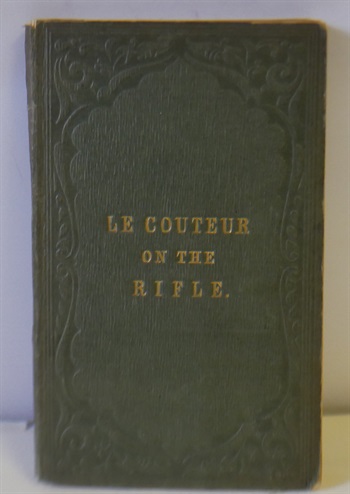 LE COUTEUR
ON THE
RIFLE.